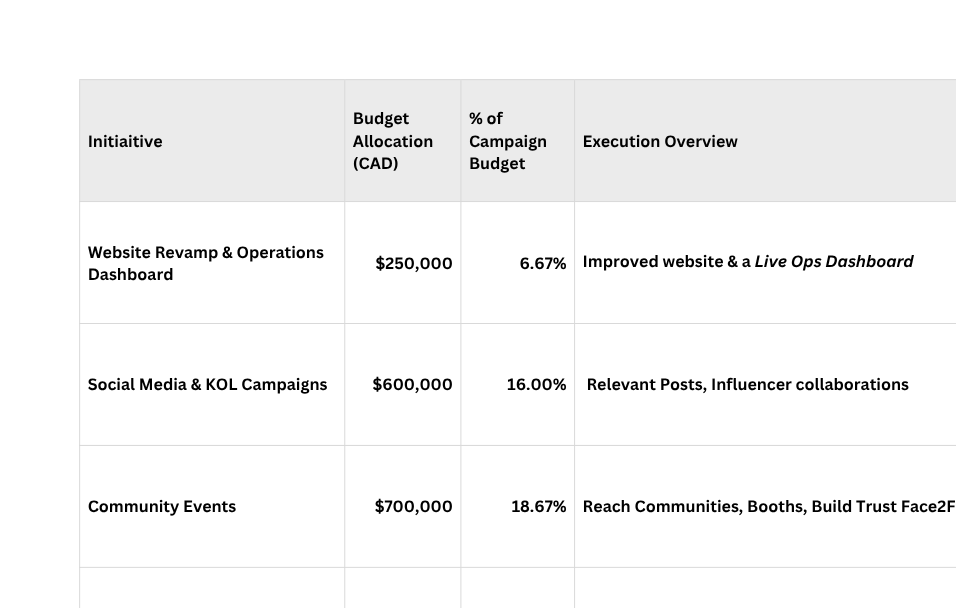 Initiaitive
Budget
Allocation
(CAD)
% of
Campaign
Budget
Execution Overview
Website Revamp & Operations
Dashboard
$250,000
6.67%
Improved website & a Live Ops Dashboard
Social Media & KOL Campaigns
$600,000
16.00%
Relevant Posts, Influencer collaborations
Community Events
$700,000
18.67%
Reach Communities, Booths, Build Trust Face2F